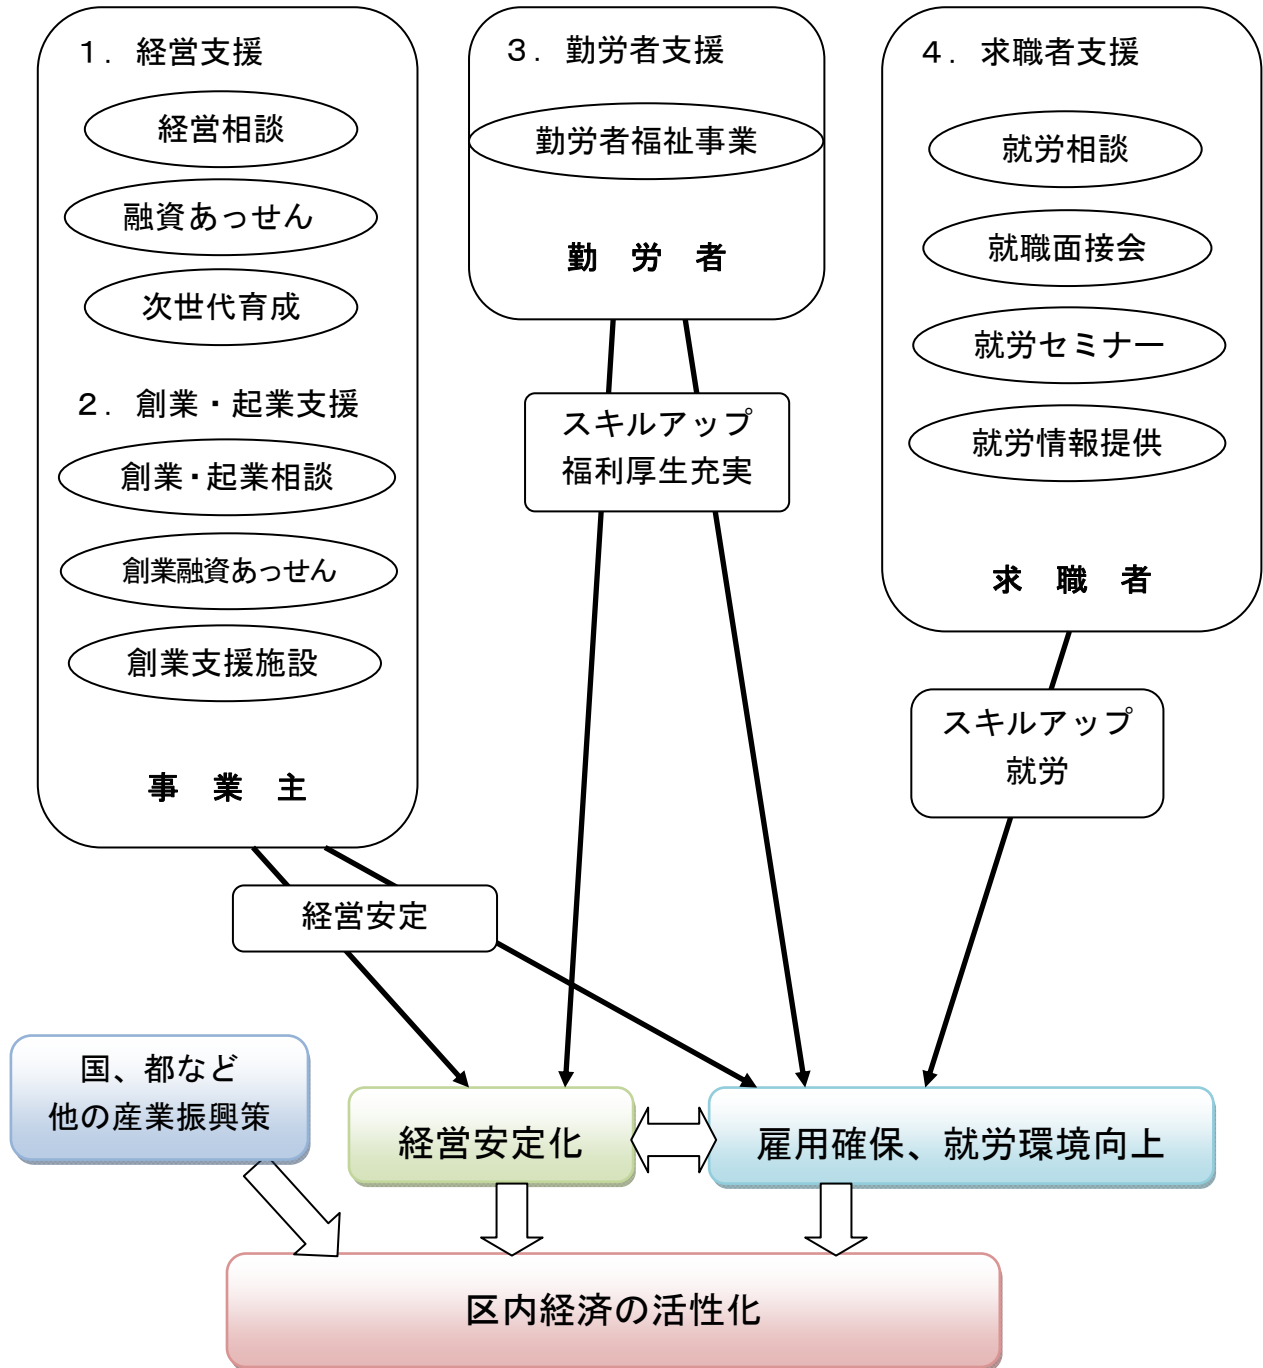 １．経営支援
経営相談
融資あっせん
次世代育成
２．創業・起業支援
創業・起業相談
創業融資あっせん
創業支援施設
事　業　主
３．勤労者支援
勤労者福祉事業
勤　労　者
スキルアップ
福利厚生充実
４．求職者支援
就労相談
就職面接会
就労セミナー
就労情報提供
求　職　者
スキルアップ
就労
経営安定
国、都など
他の産業振興策
経営安定化
雇用確保、就労環境向上
区内経済の活性化